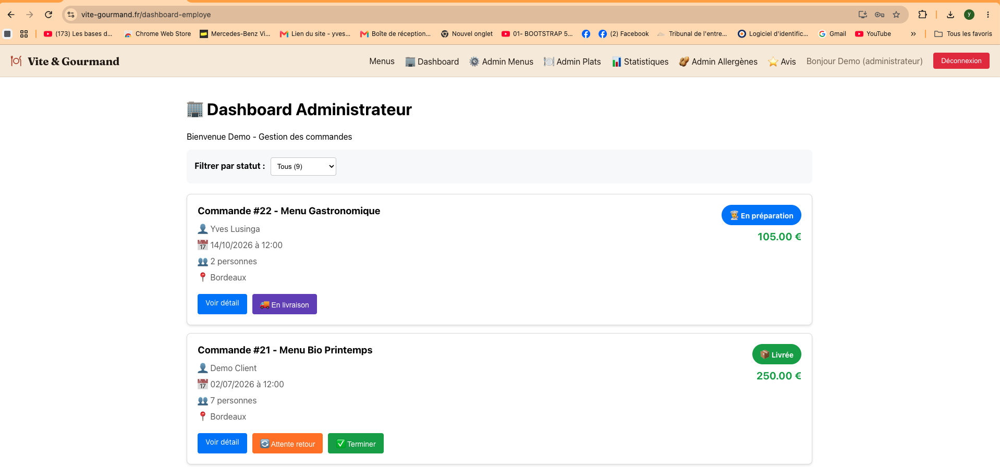 vite-gourmand.fr/dashboard-employe
y
(173) Les bases d...
Chrome Web Store
Mercedes-Benz Vi...
Lien du site - yves...
Boîte de réception...
Nouvel onglet
01- BOOTSTRAP 5...
(2) Facebook
Tribunal de l'entre...
Logiciel d'identific...
Gmail
YouTube
»
Tous les favoris
Vite & Gourmand
Menus
Dashboard
Admin Menus
Admin Plats
Statistiques
Admin Allergènes
Avis
Bonjour Demo (administrateur)
Déconnexion
Dashboard Administrateur
Bienvenue Demo - Gestion des commandes
Filtrer par statut :
Tous (9)
Commande #22 - Menu Gastronomique
En préparation
105.00 €
Yves Lusinga
14/10/2026 à 12:00
2 personnes
Bordeaux
Voir détail
En livraison
Commande #21 - Menu Bio Printemps
Livrée
250.00 €
Demo Client
02/07/2026 à 12:00
7 personnes
Bordeaux
Voir détail
Attente retour
Terminer